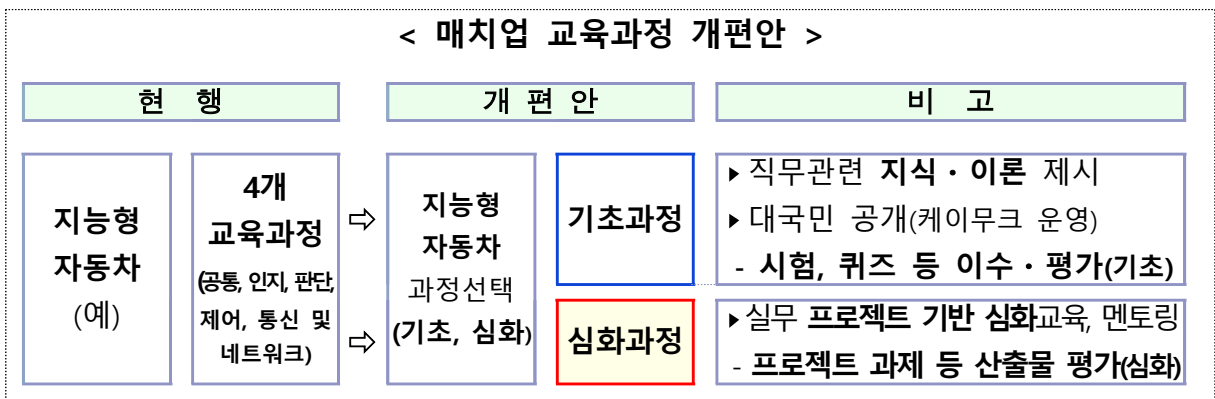 < 매치업 교육과정 개편안 >
현 행
개 편 안
비 고
지능형
자동차
(예)
4개
교육과정
(공통, 인지, 판단,
제어, 통신 및
네트워크)
⇨
⇨
지능형
자동차
과정선택
(기초, 심화)
기초과정
▸직무관련 지식·이론 제시
▸대국민 공개(케이무크 운영)
- 시험, 퀴즈 등 이수·평가(기초)
심화과정
▸실무 프로젝트 기반 심화교육, 멘토링
- 프로젝트 과제 등 산출물 평가(심화)